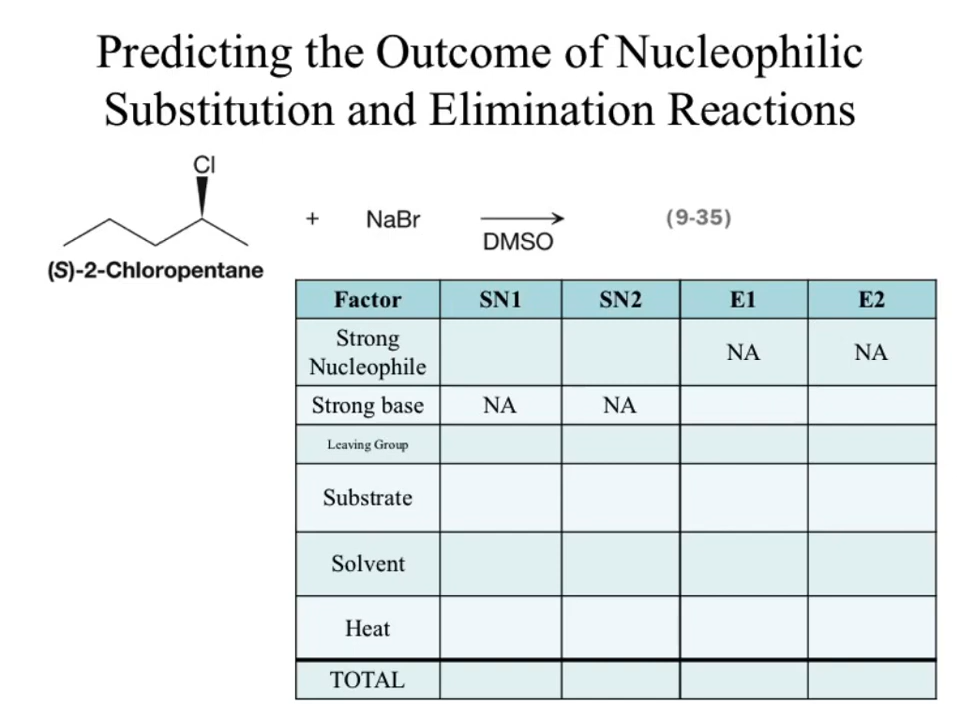 Predicting the Outcome of Nucleophilic
Substitution and Elimination Reactions
Cl
+ NaBr DMSO (9-35)
(S)-2-Chloropentane
Factor SN1 SN2 E1 E2
Strong
Nucleophile NA NA
Strong base NA NA
Leaving Group
Substrate
Solvent
Heat
TOTAL